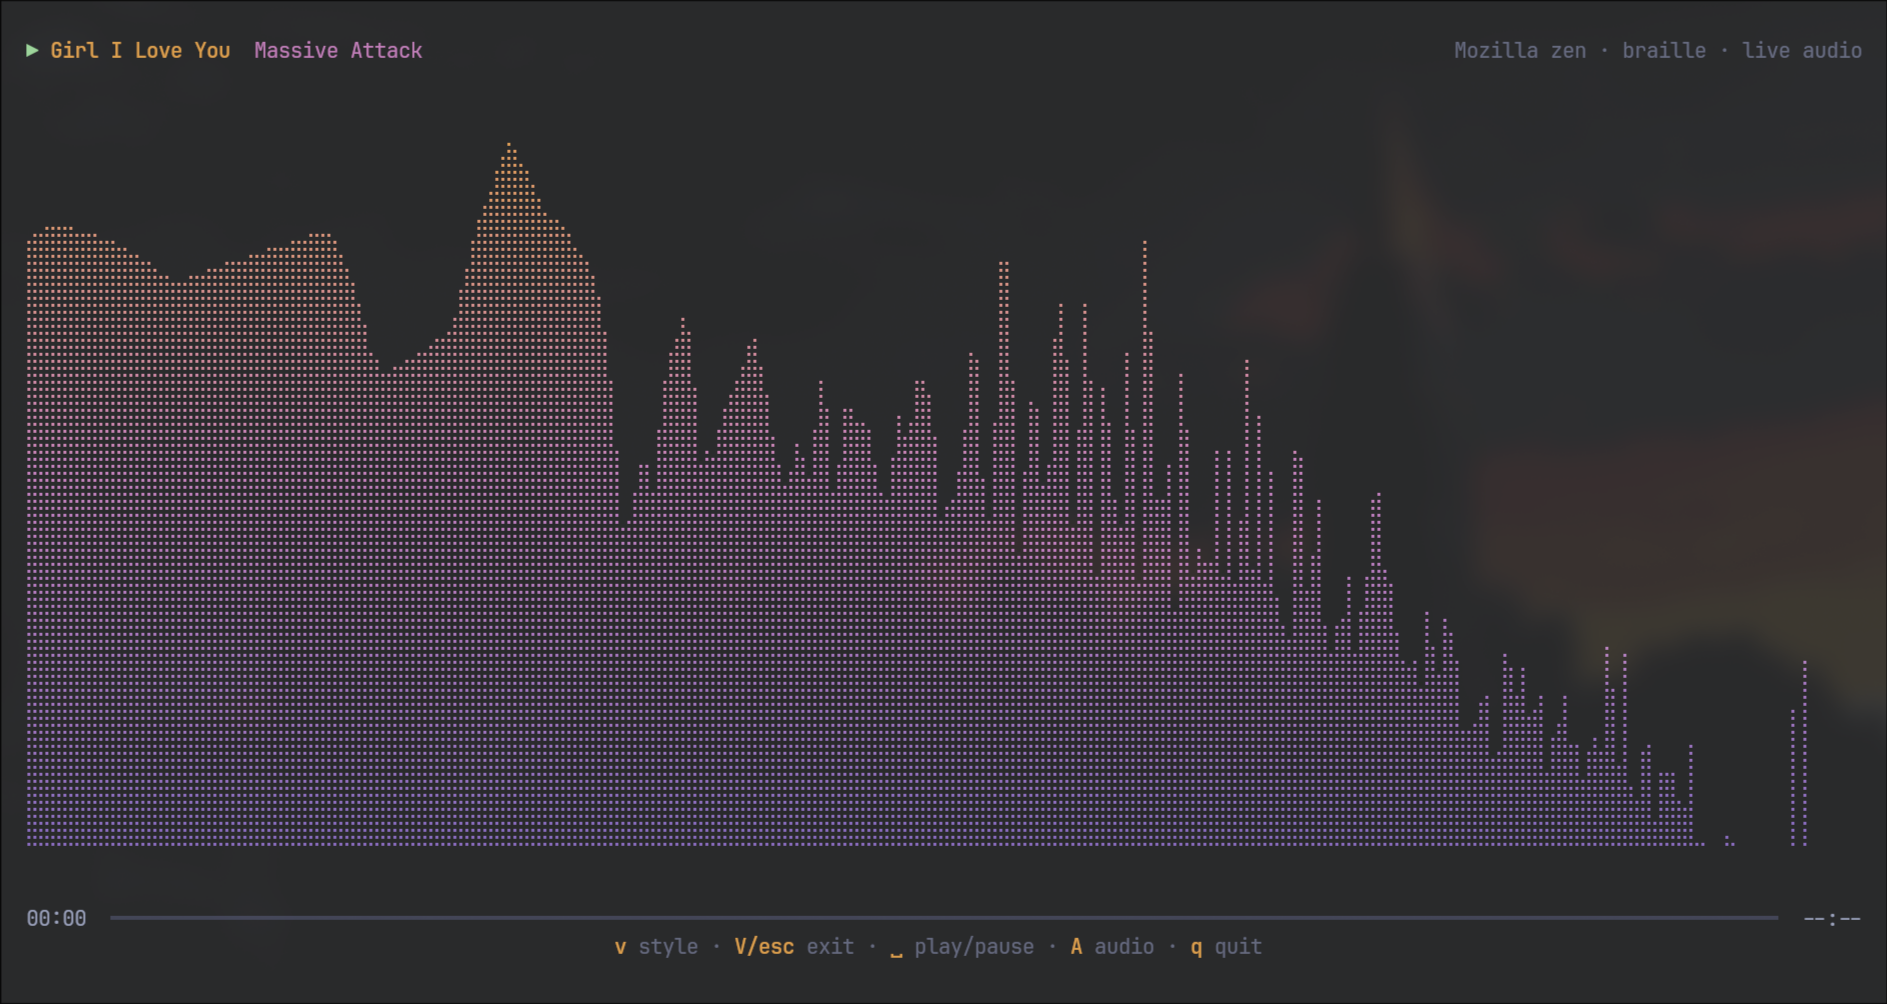 ▶ Girl I Love You  Massive Attack  Mozilla zen · braille · live audio
00:00 --:--
v style · V/esc exit · ␣ play/pause · A audio · q quit